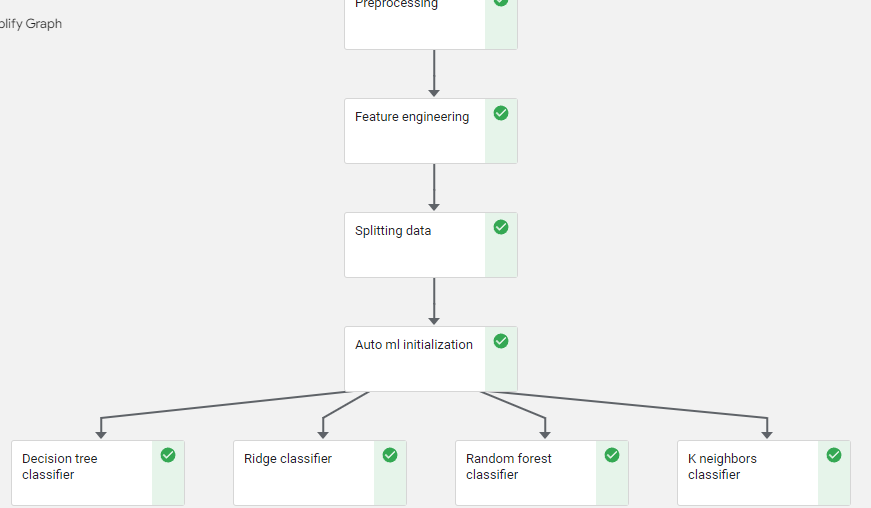 Preprocessing
plify Graph
Feature engineering
Splitting data
Auto ml initialization
Decision tree
classifier
Ridge classifier
Random forest
classifier
K neighbors
classifier